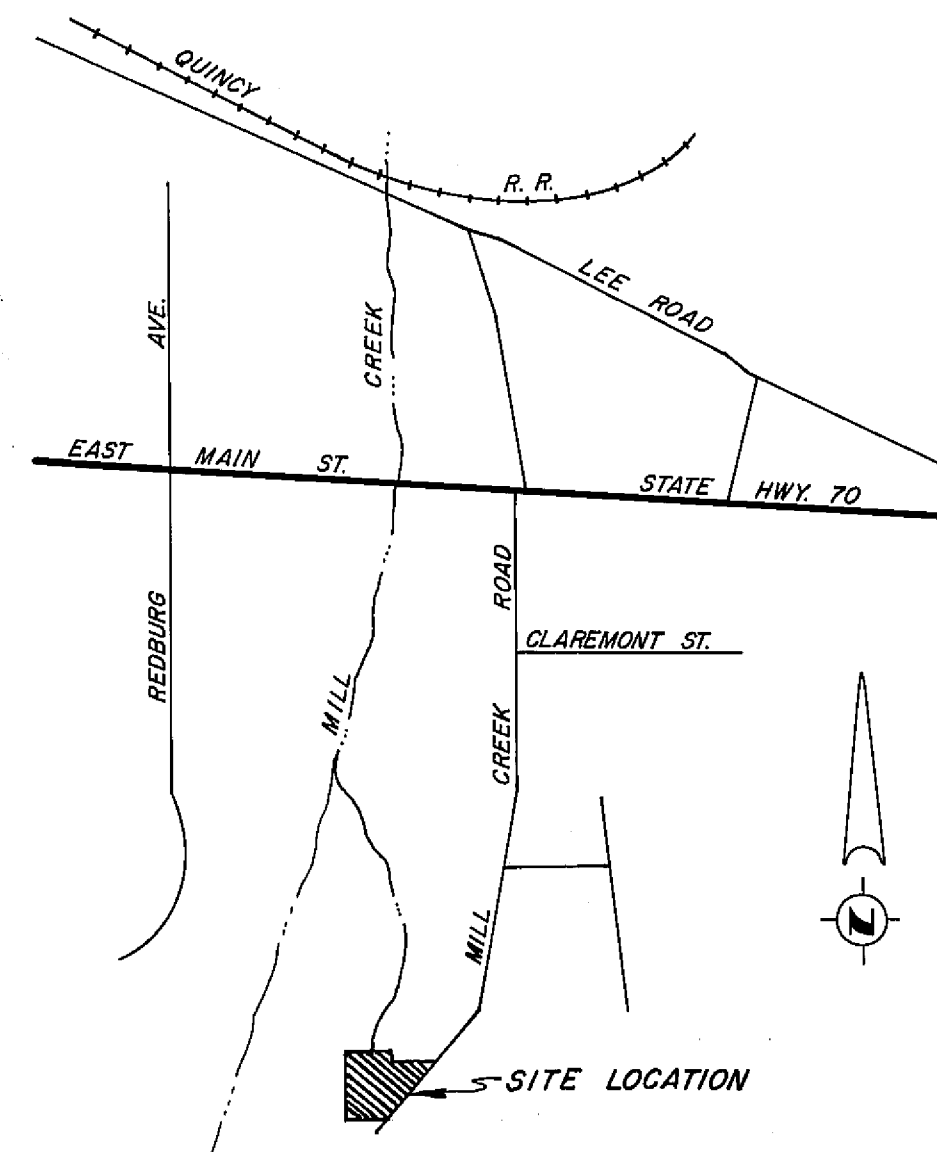 QUINCY
R. R.
LEE ROAD
AVE.
CREEK
EAST MAIN ST.
STATE HWY. 70
REDBURG
ROAD
CLAREMONT ST.
MILL
CREEK
MILL
N
SITE LOCATION